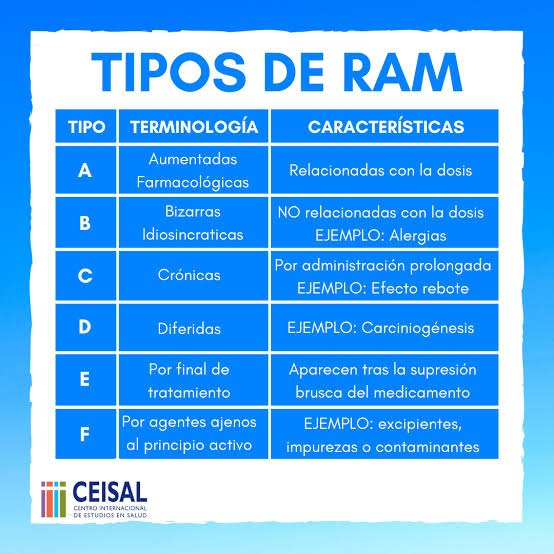 TIPOS DE RAM
TIPO TERMINOLOGÍA CARACTERÍSTICAS
A
Aumentadas
Farmacológicas
Relacionadas con la dosis
B
Bizarras
Idiosincraticas
NO relacionadas con la dosis
EJEMPLO: Alergias
C
Crónicas
Por administración prolongada
EJEMPLO: Efecto rebote
D
Diferidas
EJEMPLO: Carciniogénesis
E
Por final de
tratamiento
Aparecen tras la supresión
brusca del medicamento
F
Por agentes ajenos
al principio activo
EJEMPLO: excipientes,
impurezas o contaminantes
CEISAL
CENTRO INTERNACIONAL
DE ESTUDIOS EN SALUD